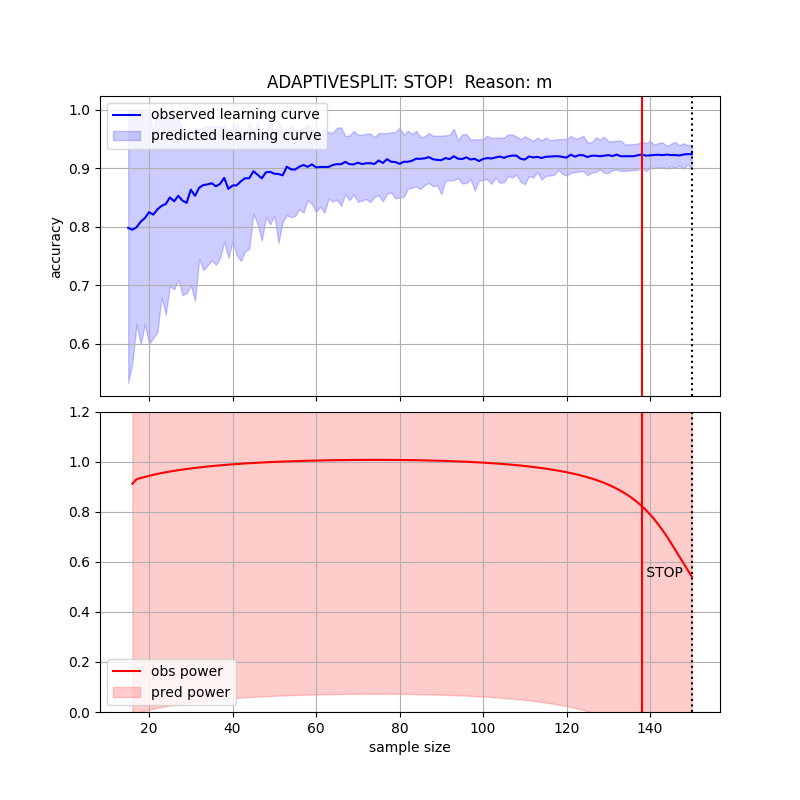 ADAPTIVESPLIT: STOP!  Reason: m
observed learning curve
predicted learning curve
1.0
0.9
0.8
0.7
0.6
accuracy
1.2
1.0
0.8
0.6
0.4
0.2
0.0
STOP
obs power
pred power
20 40 60 80 100 120 140
sample size